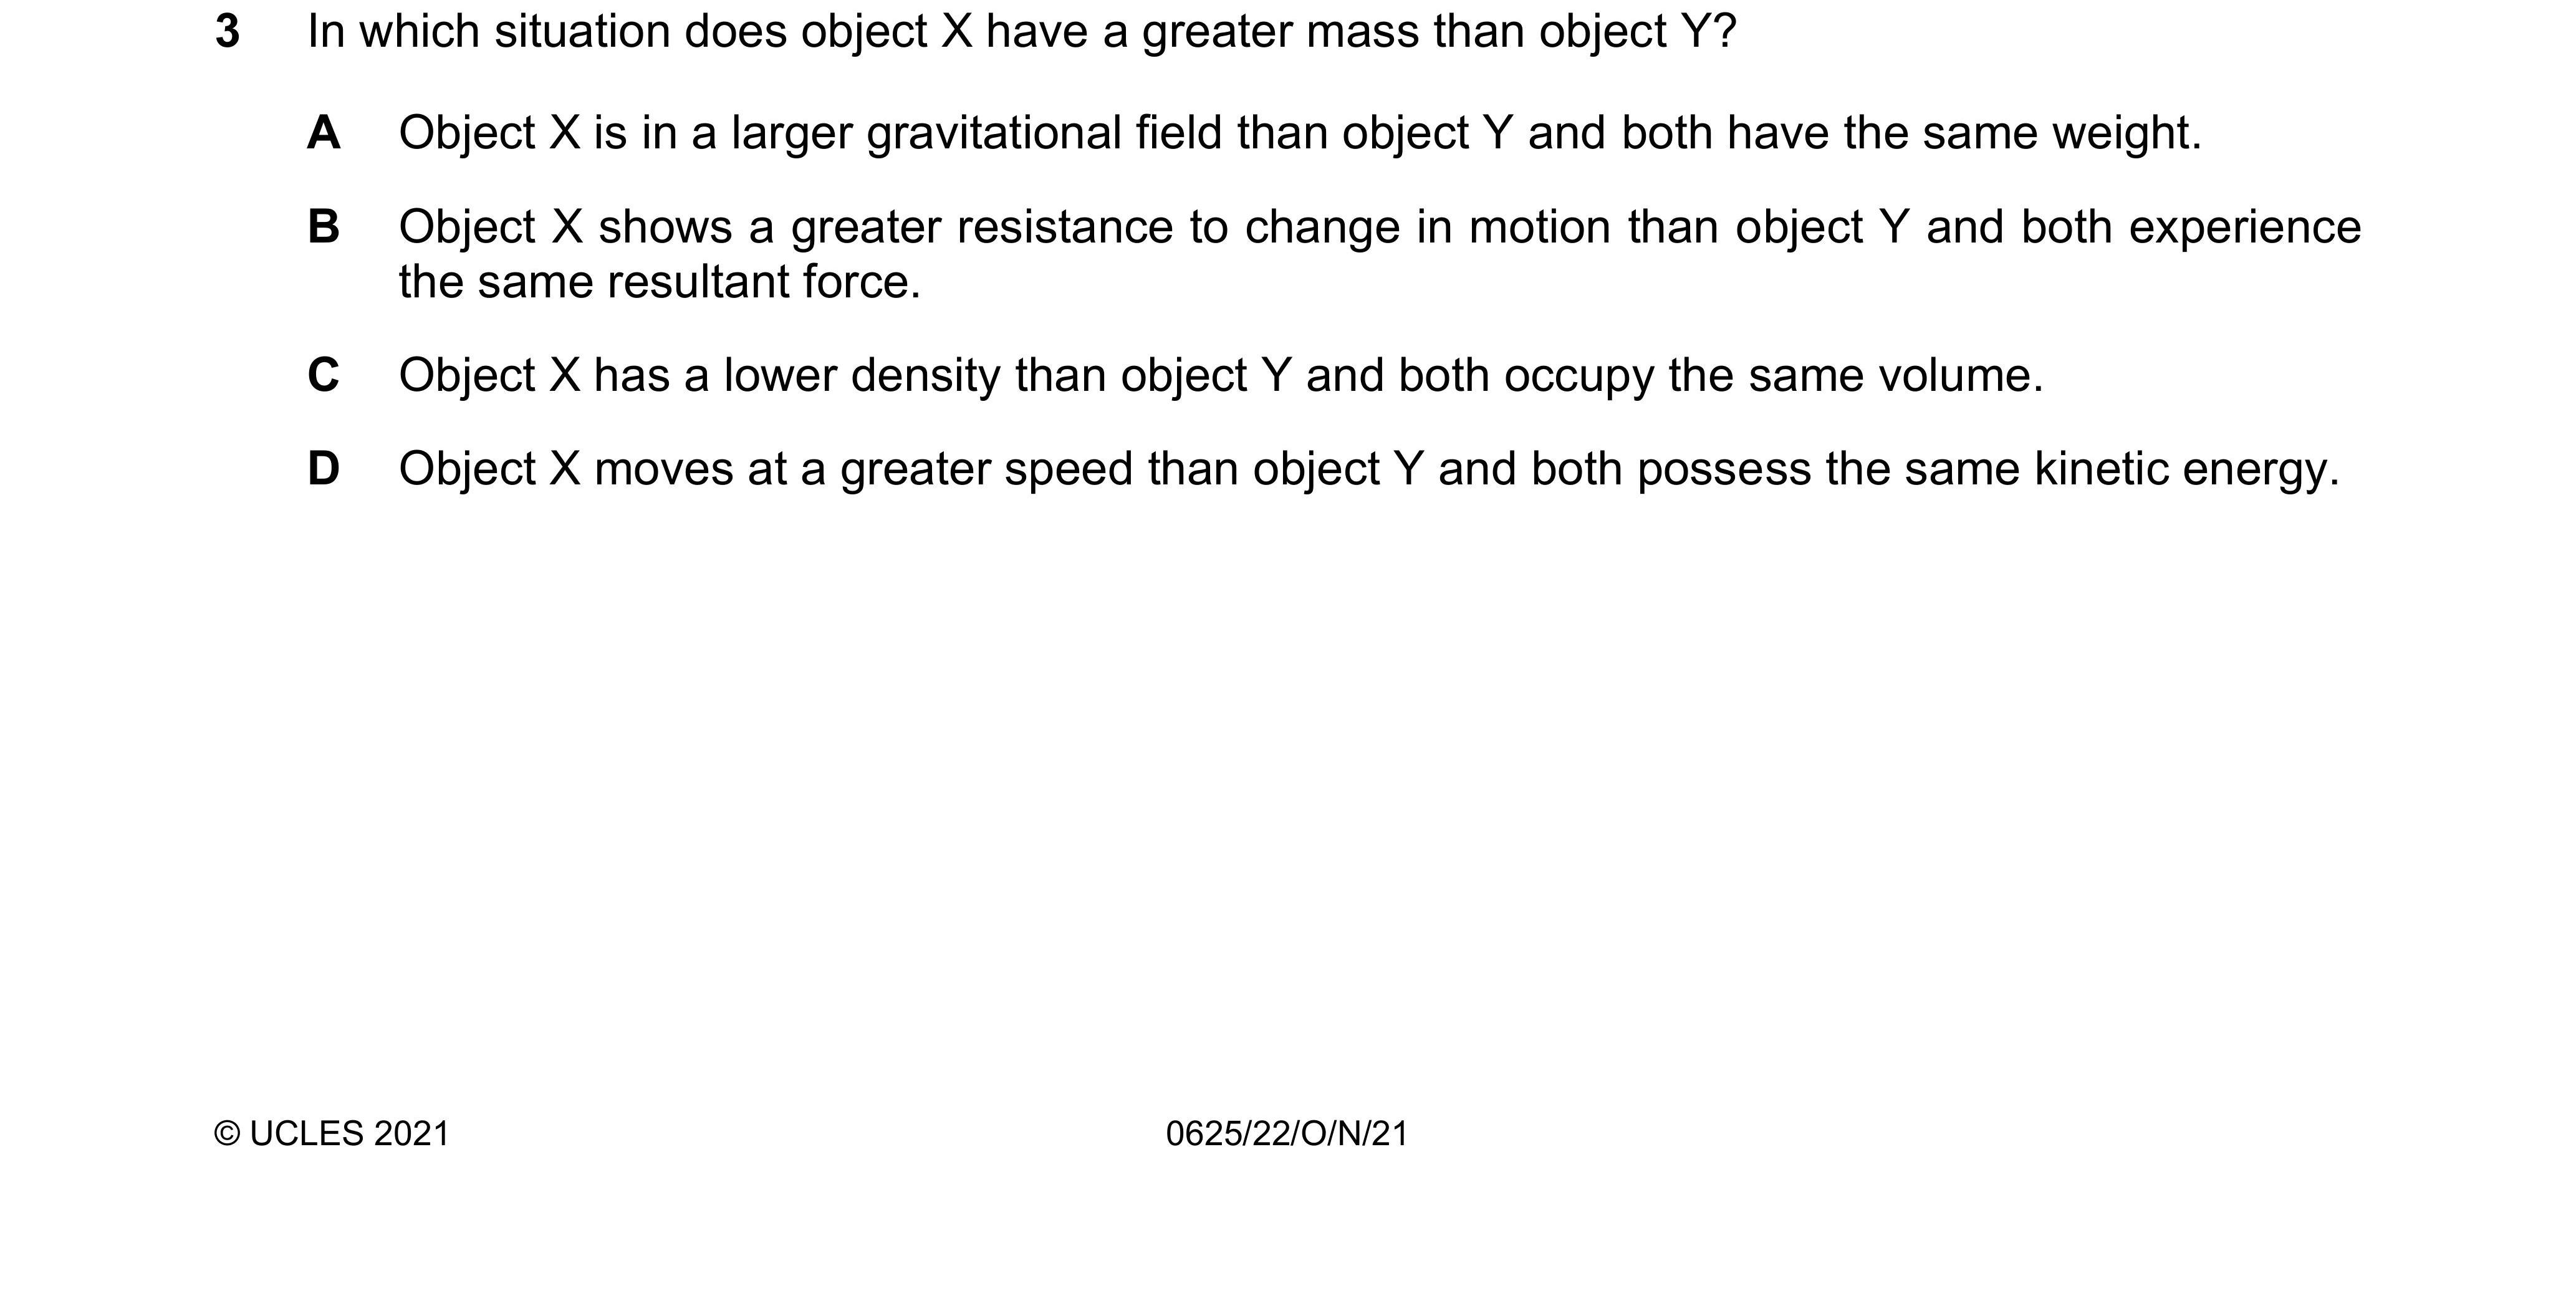 3 In which situation does object X have a greater mass than object Y?
A Object X is in a larger gravitational field than object Y and both have the same weight.
B Object X shows a greater resistance to change in motion than object Y and both experience
the same resultant force.
C Object X has a lower density than object Y and both occupy the same volume.
D Object X moves at a greater speed than object Y and both possess the same kinetic energy.
© UCLES 2021 0625/22/O/N/21